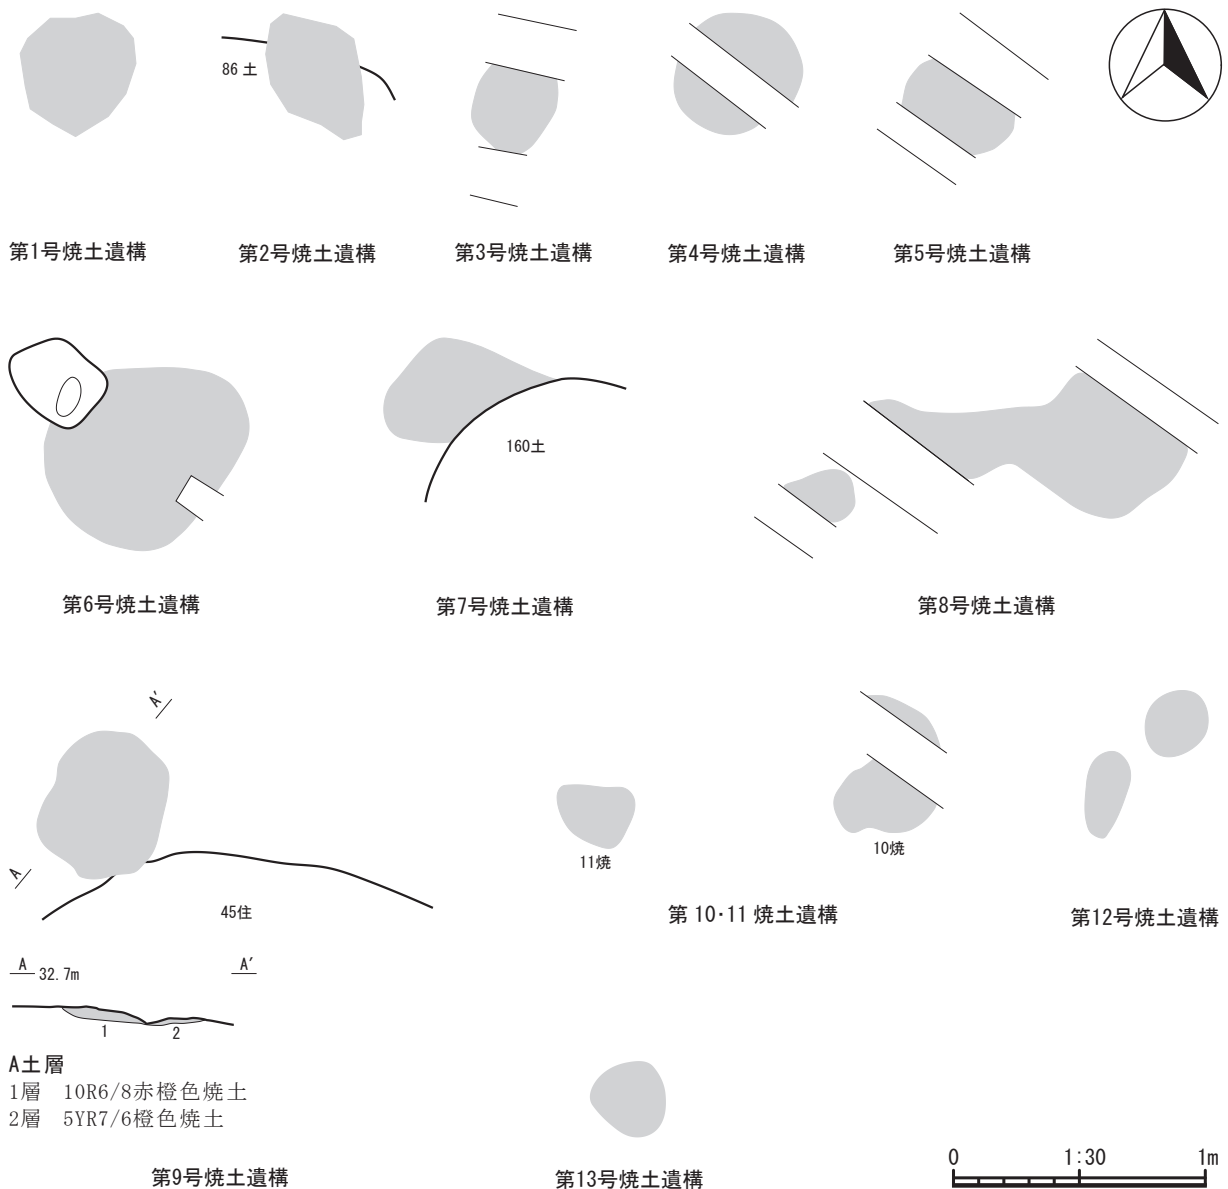 86 土
第1号焼土遺構
第2号焼土遺構
第3号焼土遺構
第4号焼土遺構
第5号焼土遺構
160土
第6号焼土遺構
第7号焼土遺構
第8号焼土遺構
A′
A
45住
11焼
10焼
第 10･11 焼土遺構
第12号焼土遺構
A 32.7m A′
1
2
A土層
1層 10R6/8赤橙色焼土
2層 5YR7/6橙色焼土
第9号焼土遺構
第13号焼土遺構
0 1:30 1m